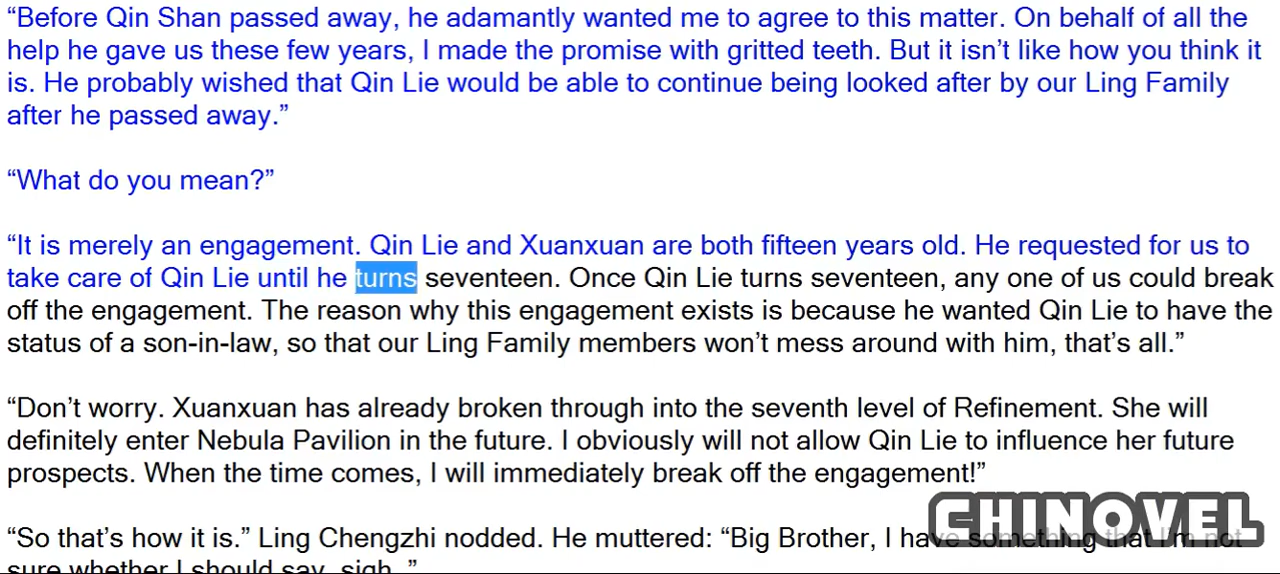 “Before Qin Shan passed away, he adamantly wanted me to agree to this matter. On behalf of all the
help he gave us these few years, I made the promise with gritted teeth. But it isn’t like how you think it
is. He probably wished that Qin Lie would be able to continue being looked after by our Ling Family
after he passed away.”
“What do you mean?”
“It is merely an engagement. Qin Lie and Xuanxuan are both fifteen years old. He requested for us to
take care of Qin Lie until he turns seventeen. Once Qin Lie turns seventeen, any one of us could break
off the engagement. The reason why this engagement exists is because he wanted Qin Lie to have the
status of a son-in-law, so that our Ling Family members won’t mess around with him, that’s all.”
“Don’t worry. Xuanxuan has already broken through into the seventh level of Refinement. She will
definitely enter Nebula Pavilion in the future. I obviously will not allow Qin Lie to influence her future
prospects. When the time comes, I will immediately break off the engagement!”
CHINOVEL
“So that’s how it is.” Ling Chengzhi nodded. He muttered: “Big Brother, I have something that I’m not
sure whether I should say, sigh.”